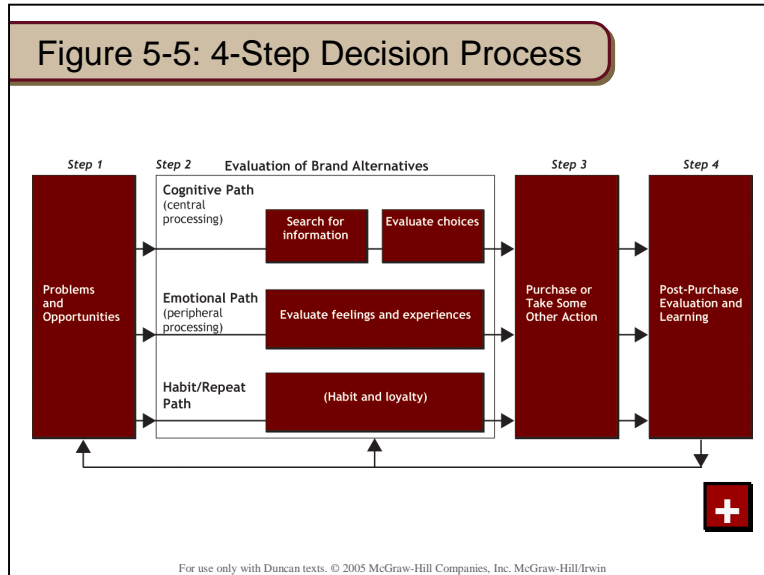 Figure 5-5: 4-Step Decision Process
Step 1
Step 2
Evaluation of Brand Alternatives
Step 3
Step 4
Problems
and
Opportunities
Cognitive Path
(central
processing)
Search for
information
Evaluate choices
Emotional Path
(peripheral
processing)
Evaluate feelings and experiences
Habit/Repeat
Path
(Habit and loyalty)
Purchase or
Take Some
Other Action
Post-Purchase
Evaluation and
Learning
+
For use only with Duncan texts. © 2005 McGraw-Hill Companies, Inc. McGraw-Hill/Irwin